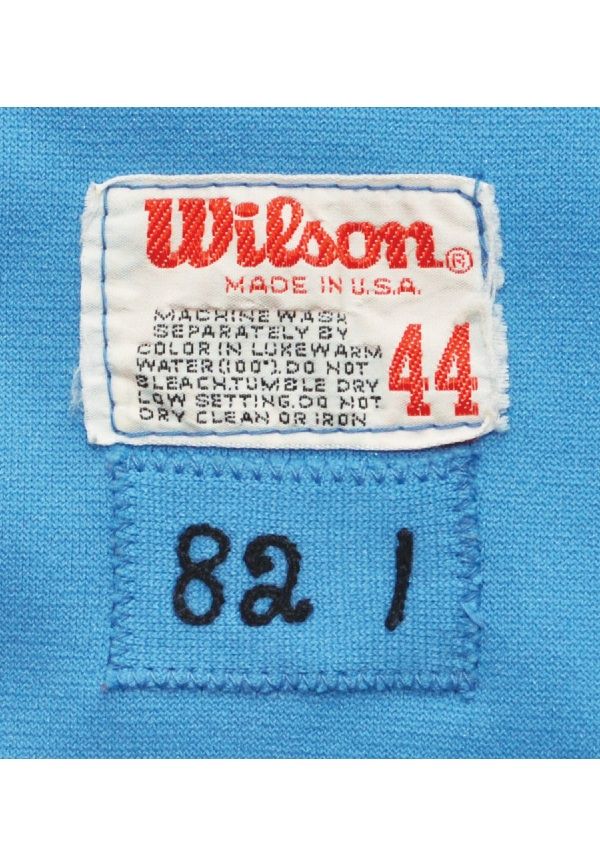 Wilson®
MADE IN U.S.A.
MACHINE WASH
SEPARATELY BY
COLOR IN LUKEWARM
WATER(100°).DO NOT
BLEACH.TUMBLE DRY
LOW SETTING.DO NOT
DRY CLEAN OR IRON
44
82 1